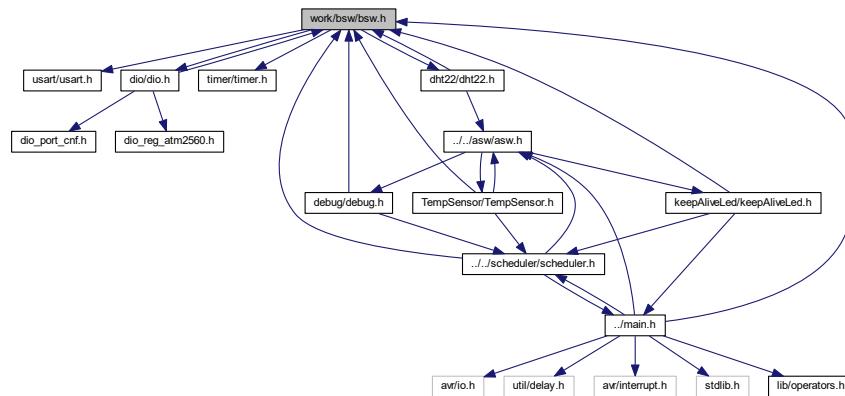 work/bsw/bsw.h
usart/usart.h
dio/dio.h
timer/timer.h
dht22/dht22.h
dio_port_cnf.h
dio_reg_atm2560.h
../../asw/asw.h
debug/debug.h
TempSensor/TempSensor.h
keepAliveLed/keepAliveLed.h
../../scheduler/scheduler.h
../main.h
avr/io.h
util/delay.h
avr/interrupt.h
stdlib.h
lib/operators.h